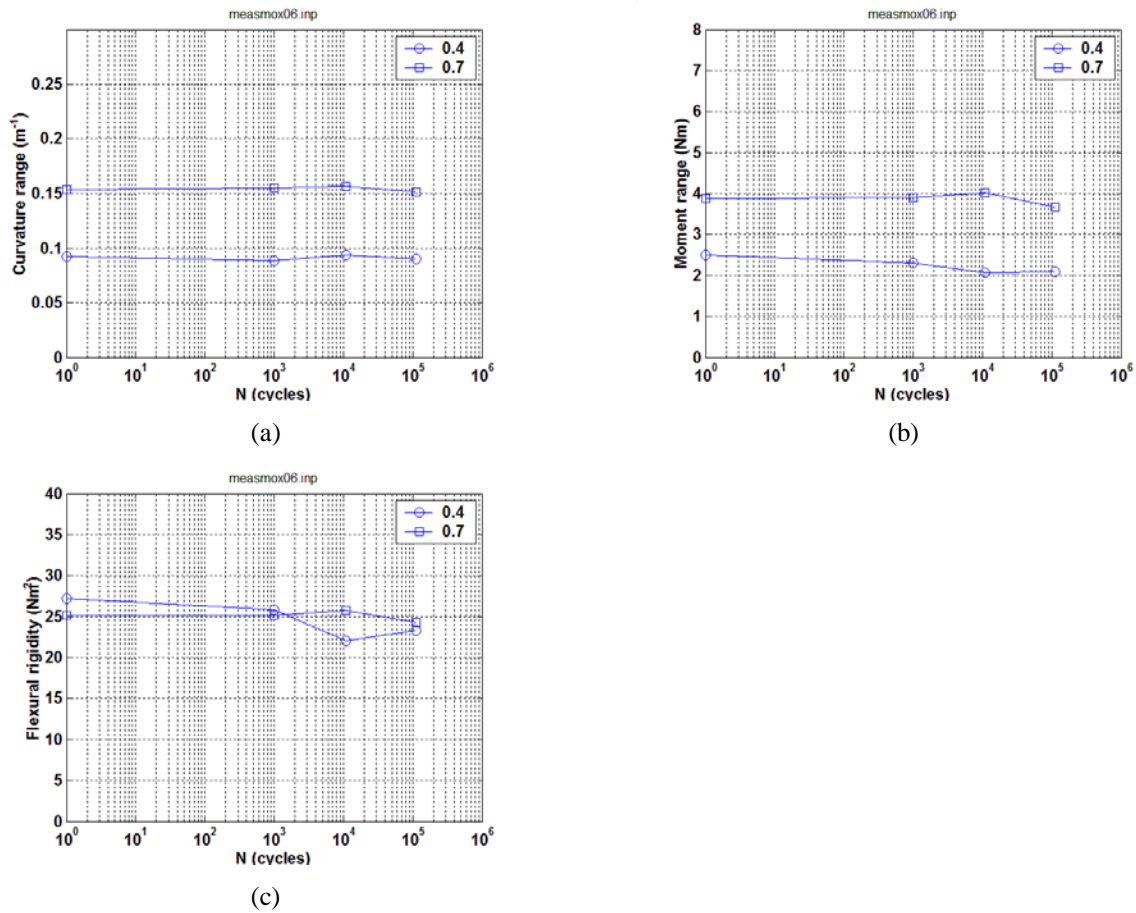 measmox06.inp
0.4
0.7
0.25
0.2
0.15
0.1
0.05
0
Curvature range (m⁻¹)
10⁰ 10¹ 10² 10³ 10⁴ 10⁵ 10⁶
N (cycles)
(a)
measmox06.inp
0.4
0.7
8
7
6
5
4
3
2
1
0
Moment range (Nm)
10⁰ 10¹ 10² 10³ 10⁴ 10⁵ 10⁶
N (cycles)
(b)
measmox06.inp
0.4
0.7
40
35
30
25
20
15
10
5
0
Flexural rigidity (Nm²)
10⁰ 10¹ 10² 10³ 10⁴ 10⁵ 10⁶
N (cycles)
(c)